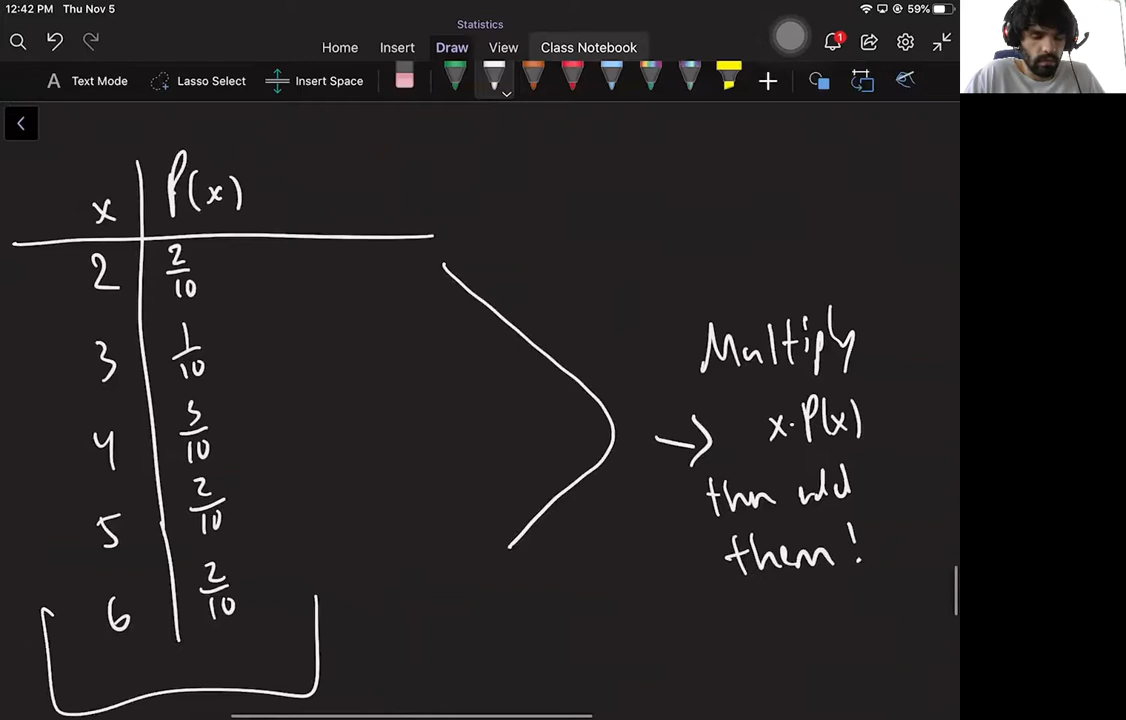 12:42 PM Thu Nov 5
59%
Statistics
Home Insert Draw View Class Notebook
1
A Text Mode Lasso Select Insert Space
x P(x)
2 2/10
3 1/10
4 3/10
5 2/10
6 2/10
Multiply
→ x·P(x)
then add
them!